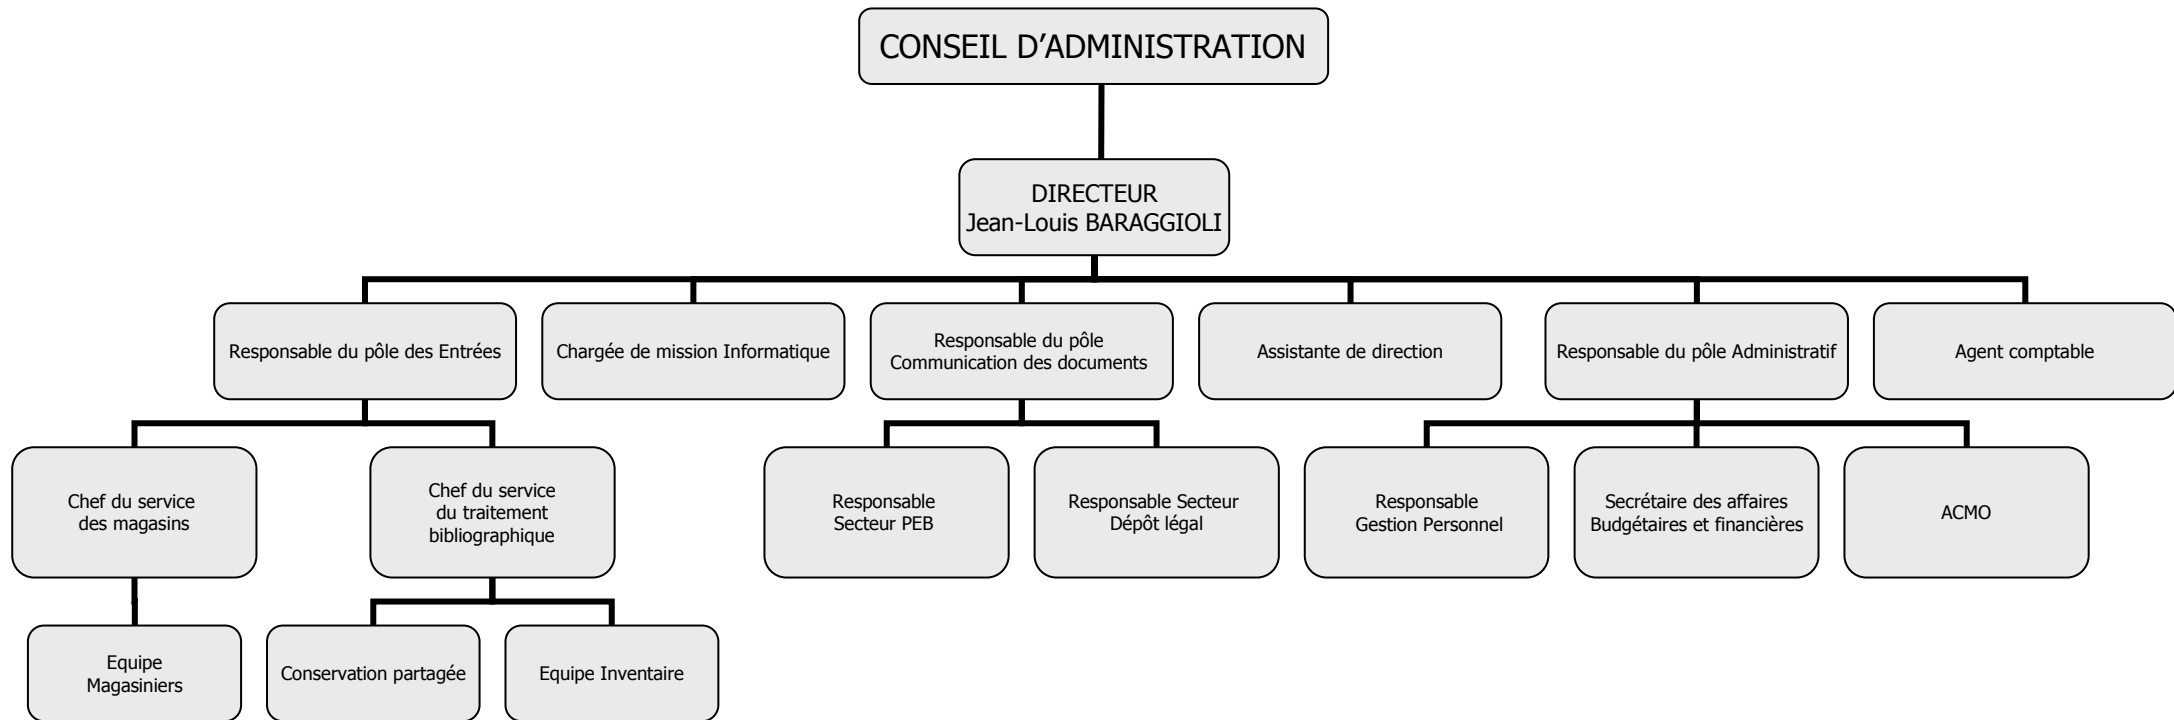 CONSEIL D’ADMINISTRATION
DIRECTEUR
Jean-Louis BARAGGIOLI
Responsable du pôle des Entrées
Chargée de mission Informatique
Responsable du pôle
Communication des documents
Assistante de direction
Responsable du pôle Administratif
Agent comptable
Chef du service
des magasins
Chef du service
du traitement
bibliographique
Responsable
Secteur PEB
Responsable Secteur
Dépôt légal
Responsable
Gestion Personnel
Secrétaire des affaires
Budgétaires et financières
ACMO
Equipe
Magasiniers
Conservation partagée
Equipe Inventaire